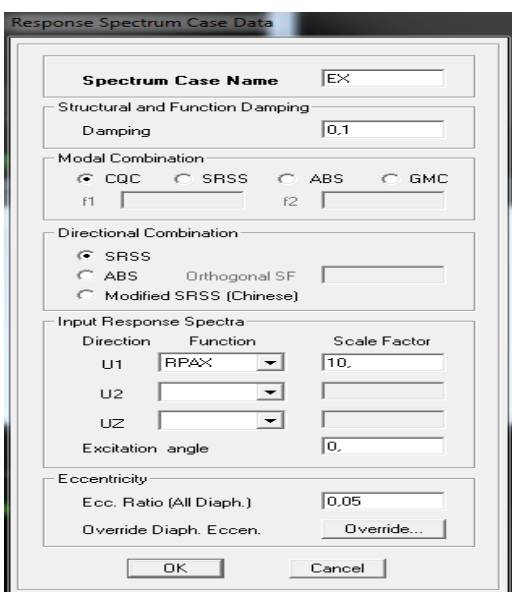 Response Spectrum Case Data
Spectrum Case Name EX
Structural and Function Damping
Damping 0,1
Modal Combination
CQC SRSS ABS GMC
f1 f2
Directional Combination
SRSS
ABS Orthogonal SF
Modified SRSS (Chinese)
Input Response Spectra
Direction Function Scale Factor
U1 RPAX 10,
U2
UZ
Excitation angle 0,
Eccentricity
Ecc. Ratio (All Diaph.) 0,05
Override Diaph. Eccen. Override...
OK Cancel